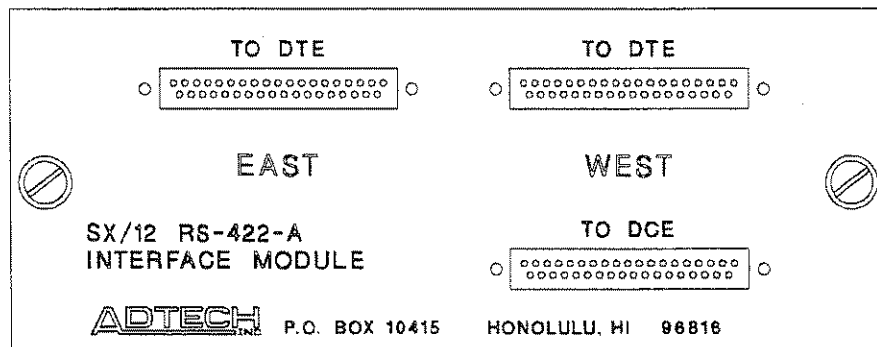 TO DTE
TO DTE
EAST
WEST
SX/12 RS-422-A
INTERFACE MODULE
TO DCE
ADTECH INC. P.O. BOX 10415 HONOLULU, HI 96816